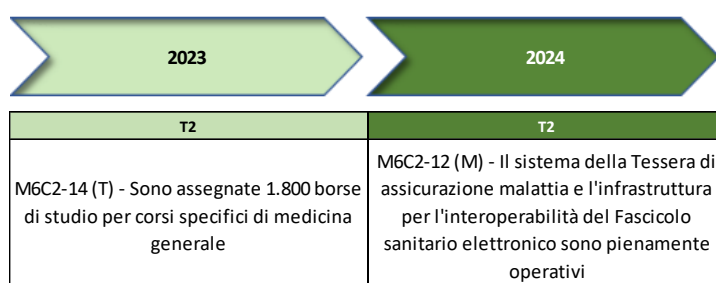 2023
2024
T2
T2
M6C2-14 (T) - Sono assegnate 1.800 borse
di studio per corsi specifici di medicina
generale
M6C2-12 (M) - Il sistema della Tessera di
assicurazione malattia e l'infrastruttura
per l'interoperabilità del Fascicolo
sanitario elettronico sono pienamente
operativi